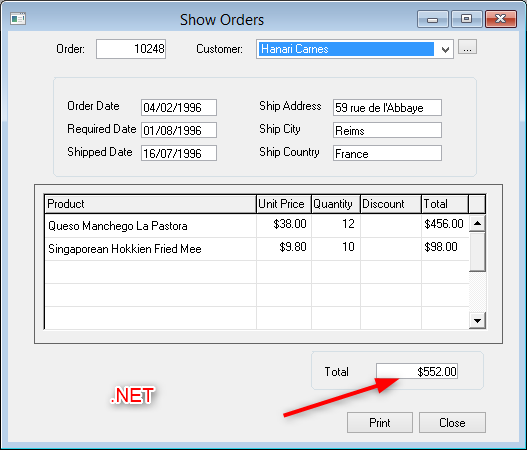 Show Orders
Order: 10248 Customer: Hanari Carnes ...
Order Date 04/02/1996 Ship Address 59 rue de l'Abbaye
Required Date 01/08/1996 Ship City Reims
Shipped Date 16/07/1996 Ship Country France
Product Unit Price Quantity Discount Total
Queso Manchego La Pastora $38.00 12 $456.00
Singaporean Hokkien Fried Mee $9.80 10 $98.00
Total $552.00
.NET
Print Close